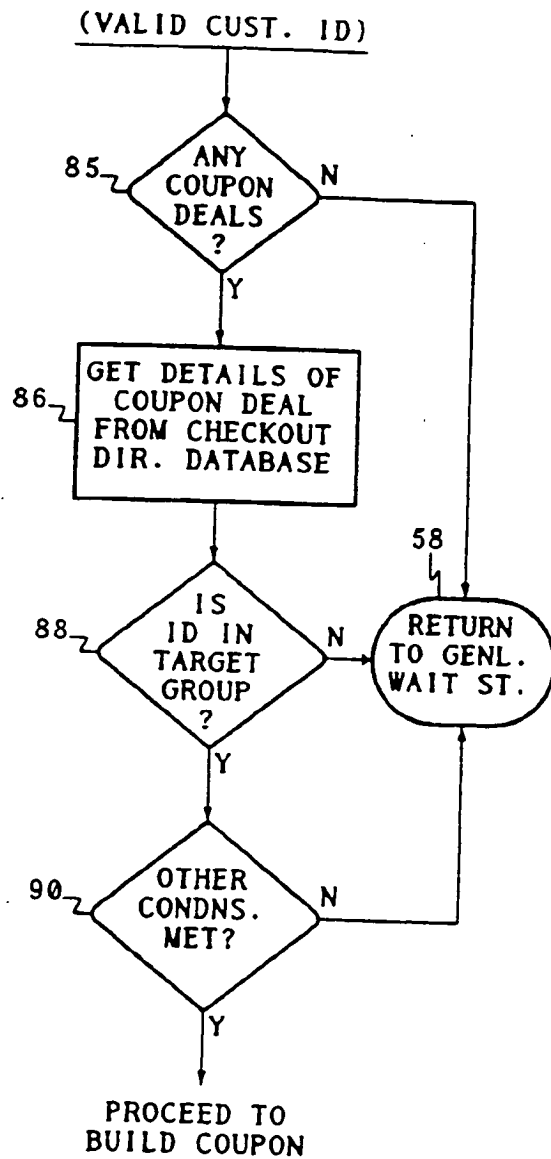 (VALID CUST. ID)
85
ANY
COUPON
DEALS
?
N
Y
86
GET DETAILS OF
COUPON DEAL
FROM CHECKOUT
DIR. DATABASE
58
RETURN
TO GENL.
WAIT ST.
88
IS
ID IN
TARGET
GROUP
?
N
Y
90
OTHER
CONDNS.
MET?
N
Y
PROCEED TO
BUILD COUPON